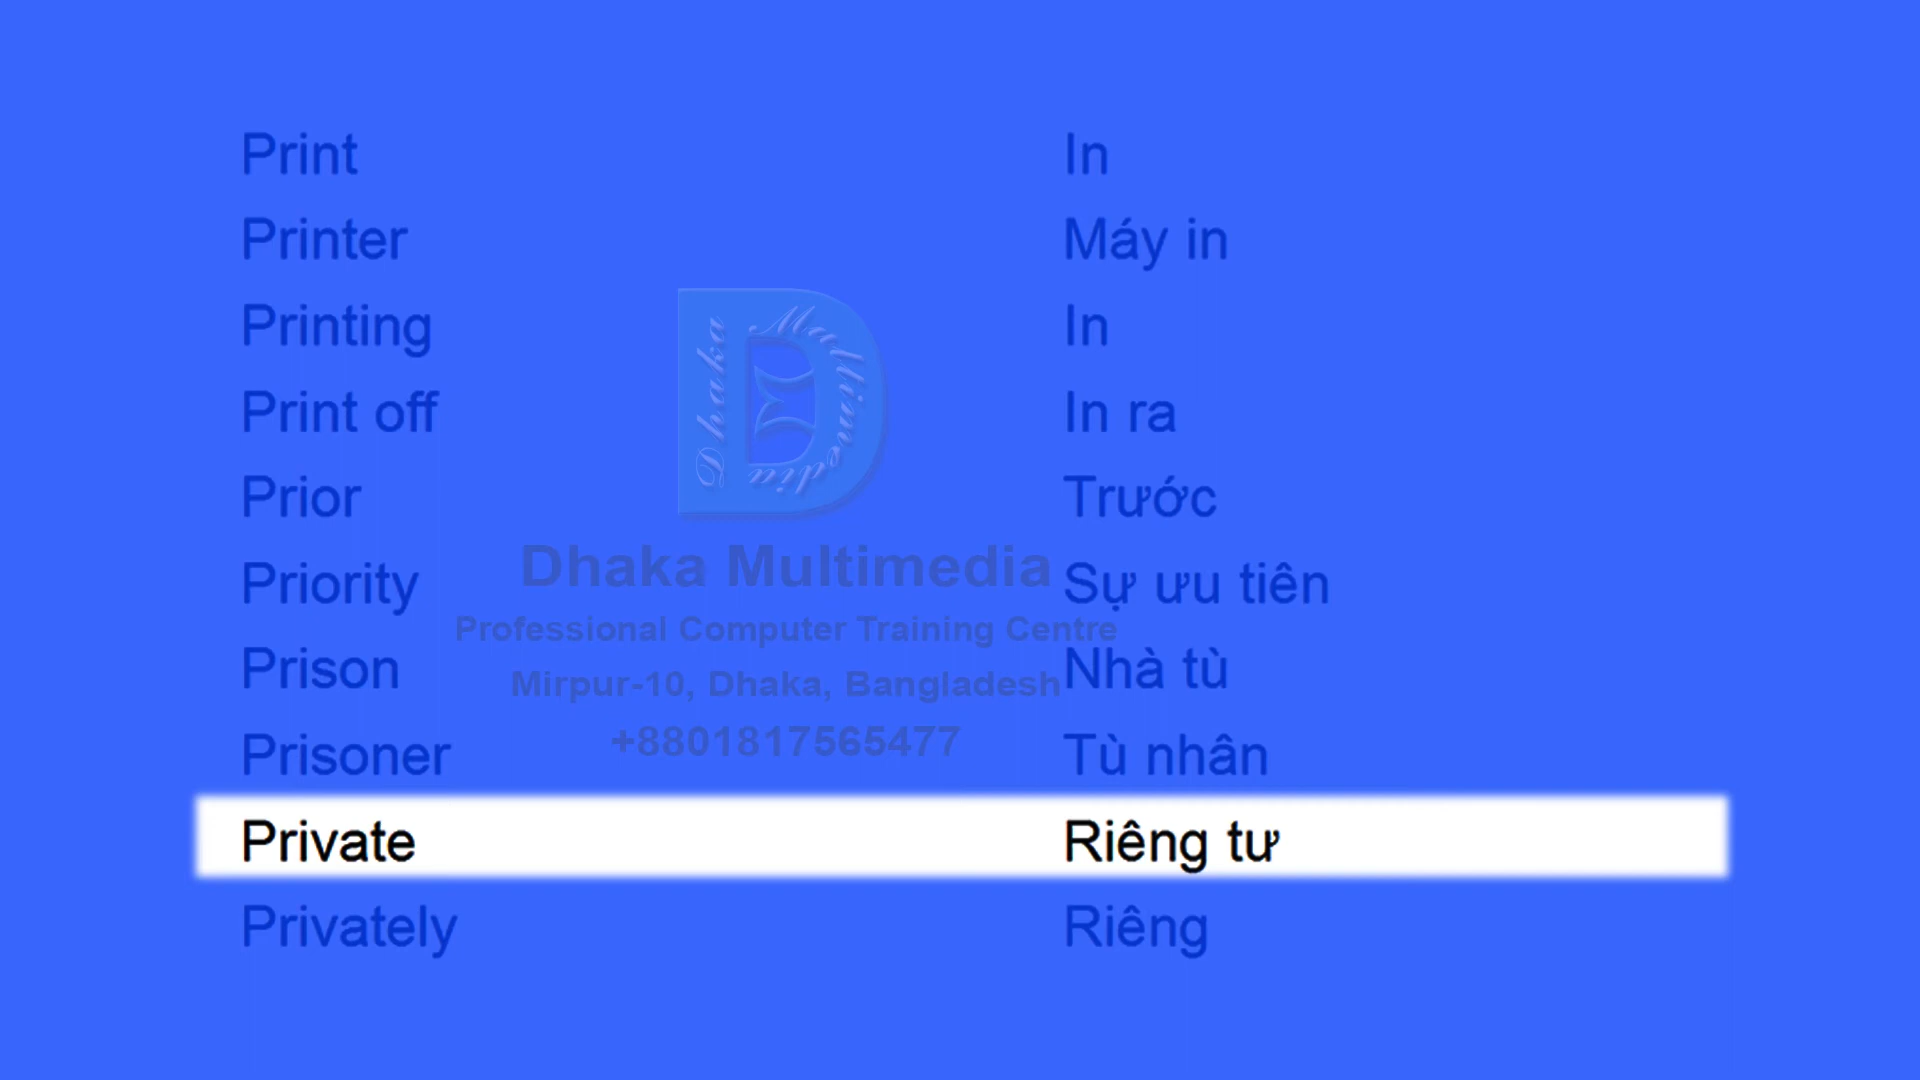 Print In
Printer Máy in
Printing In
Print off In ra
Prior Trước
Priority Sự ưu tiên
Prison Nhà tù
Prisoner Tù nhân
Private Riêng tư
Privately Riêng
Dhaka Multimedia
Dhaka Multimedia
Professional Computer Training Centre
Mirpur-10, Dhaka, Bangladesh
+8801817565477